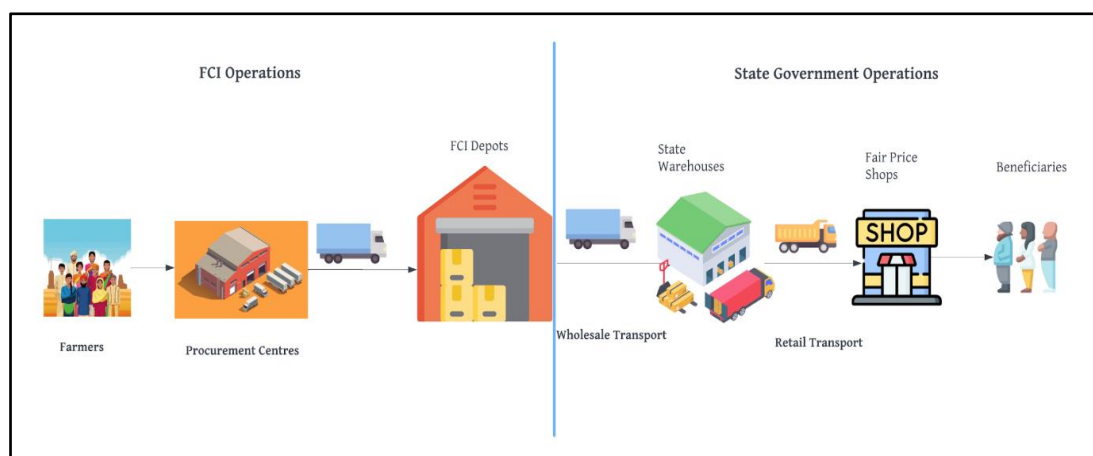 FCI Operations
State Government Operations
FCI Depots
State
Warehouses
Fair Price
Shops
Beneficiaries
SHOP
Farmers
Procurement Centres
Wholesale Transport
Retail Transport